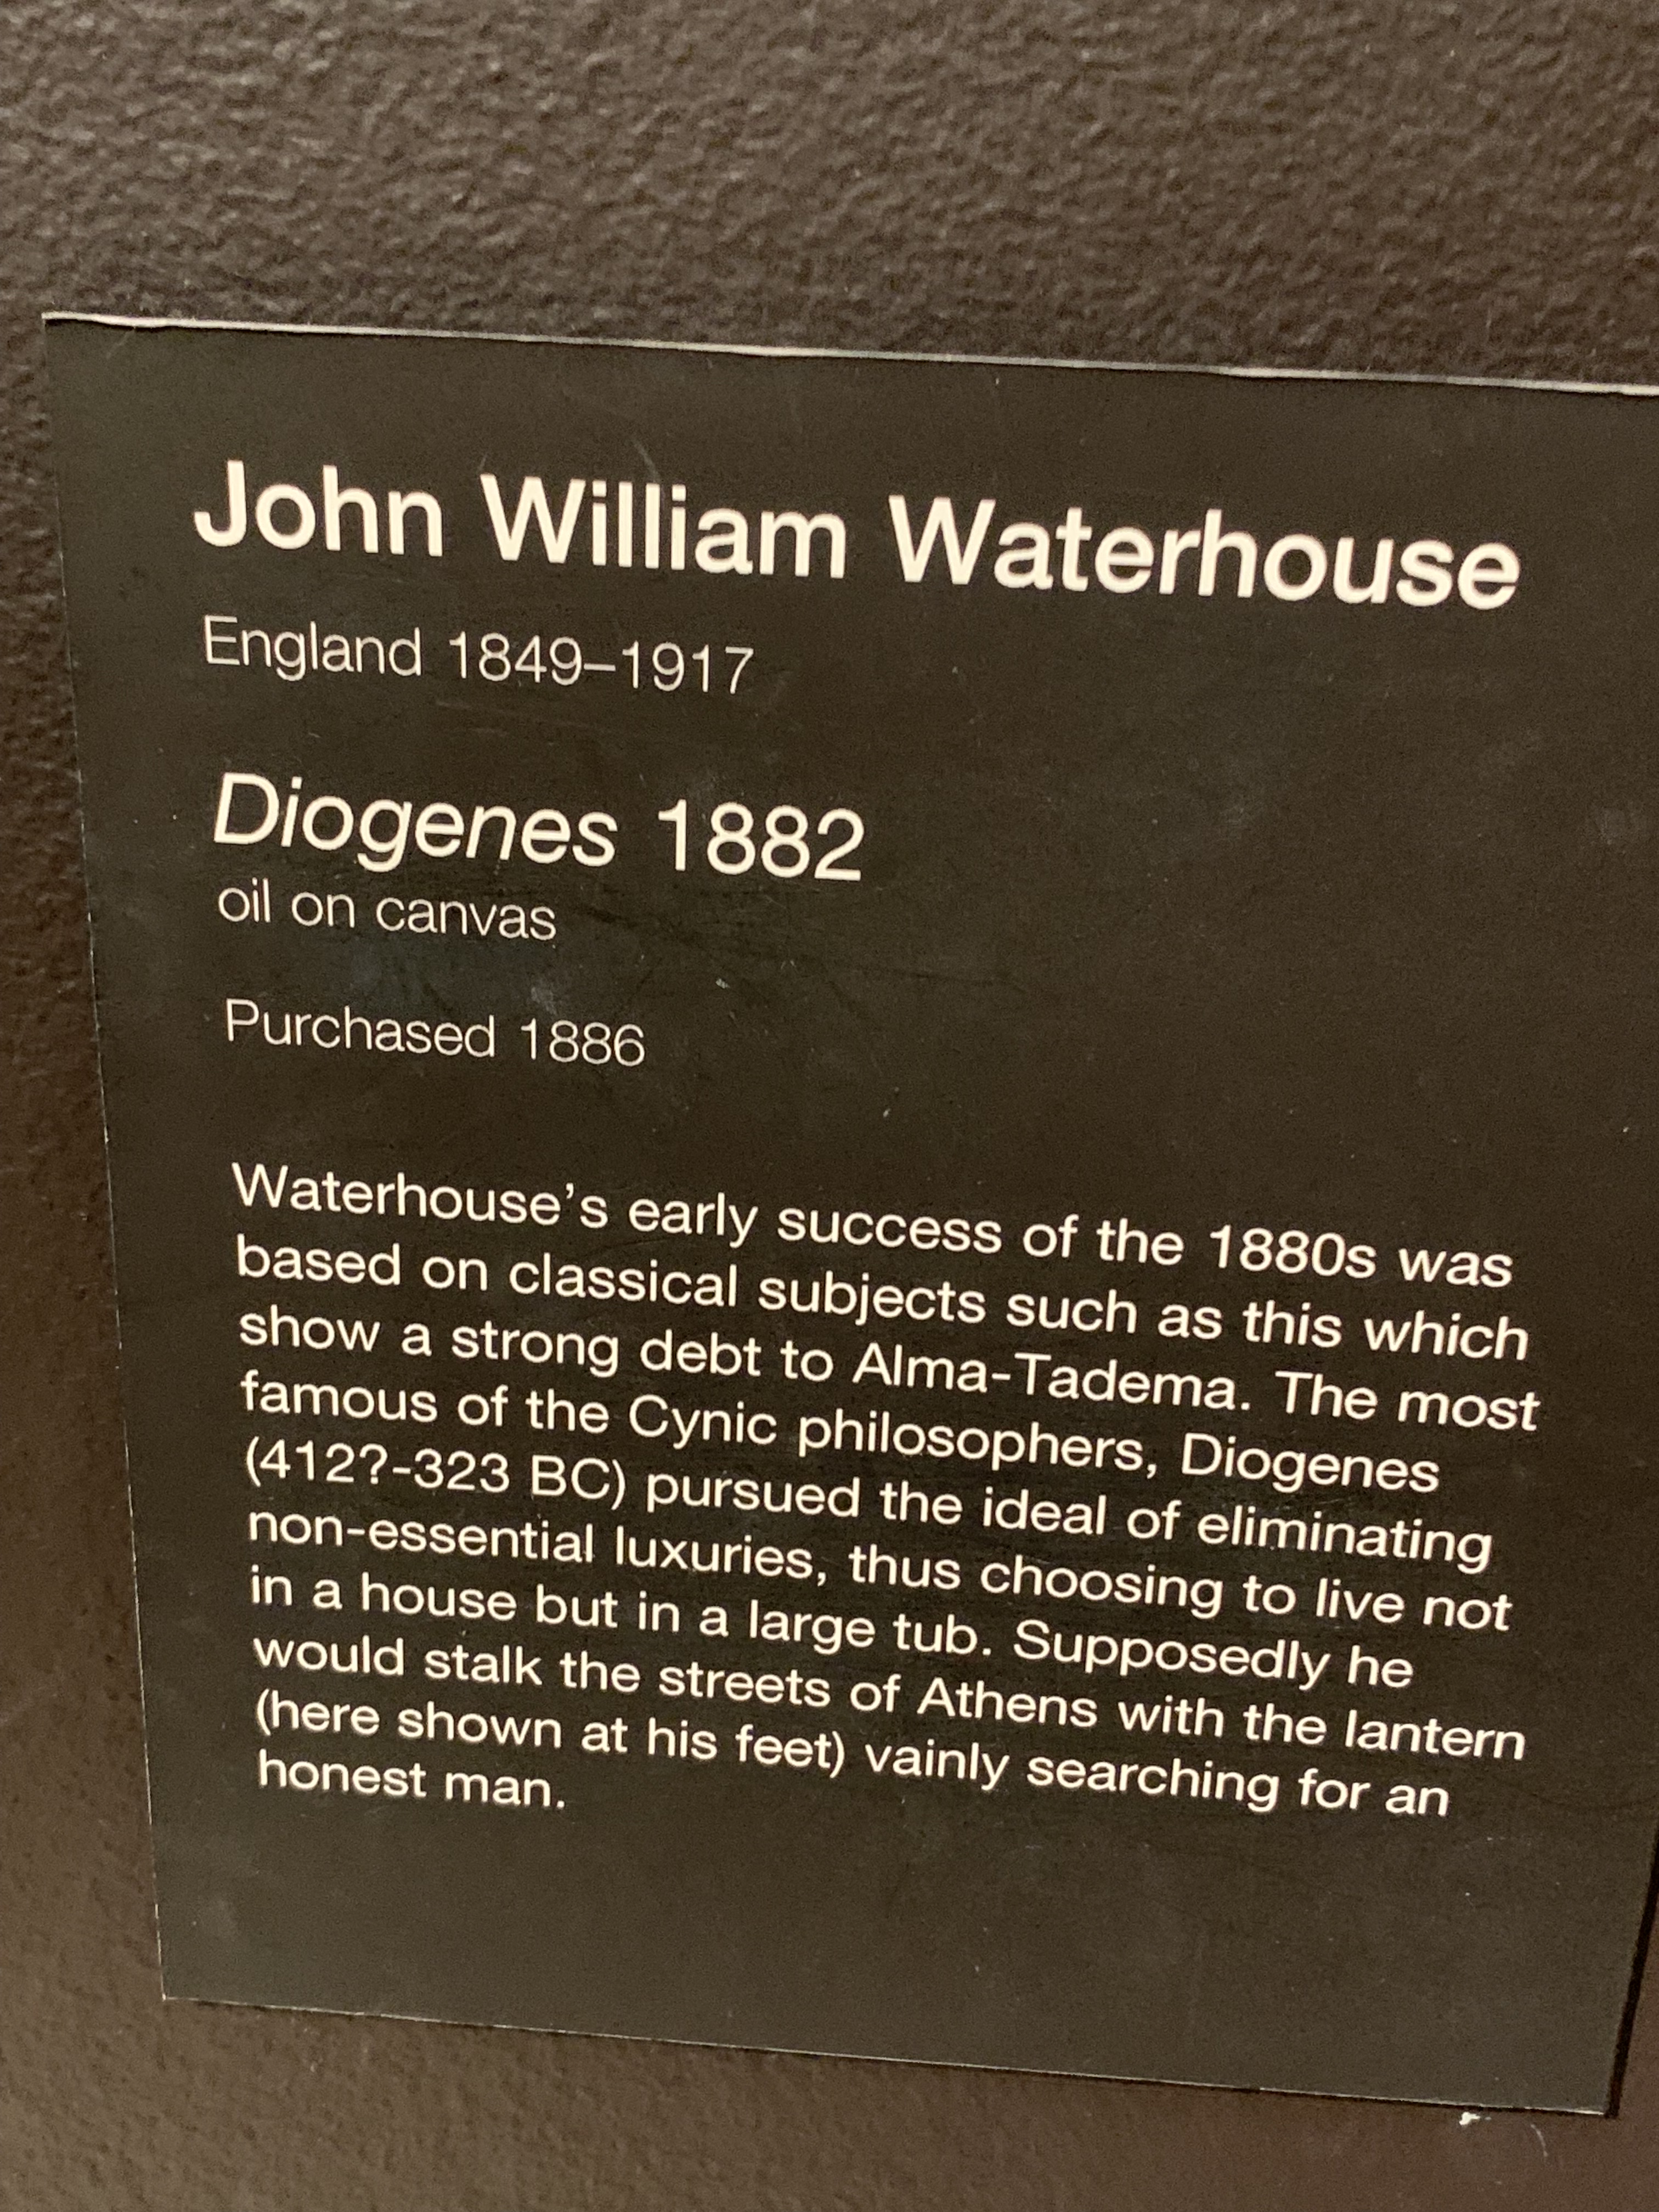 John William Waterhouse
England 1849–1917
Diogenes 1882
oil on canvas
Purchased 1886
Waterhouse’s early success of the 1880s was
based on classical subjects such as this which
show a strong debt to Alma-Tadema. The most
famous of the Cynic philosophers, Diogenes
(412?-323 BC) pursued the ideal of eliminating
non-essential luxuries, thus choosing to live not
in a house but in a large tub. Supposedly he
would stalk the streets of Athens with the lantern
(here shown at his feet) vainly searching for an
honest man.